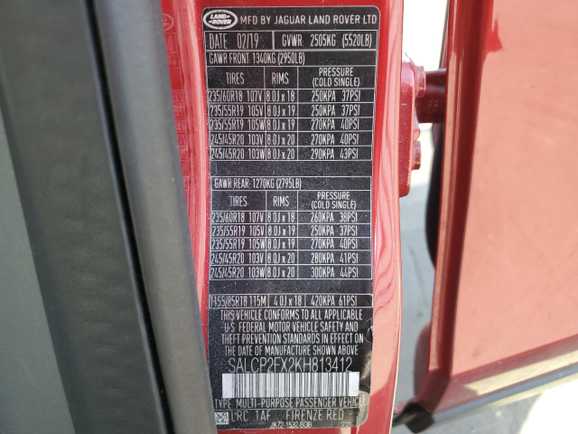 LAND ROVER
MFD BY JAGUAR LAND ROVER LTD
DATE 02/19 GVWR 2505KG (5520LB)
GAWR FRONT 1340KG (2950LB)
TIRES RIMS PRESSURE (COLD SINGLE)
235/60R18 107V 8.0J x 18 250KPA 37PSI
235/55R19 105V 8.0J x 19 250KPA 37PSI
235/55R19 105W 8.0J x 19 270KPA 40PSI
245/45R20 103V 8.0J x 20 270KPA 40PSI
245/45R20 103W 8.0J x 20 290KPA 43PSI
GAWR REAR: 1270KG (2795LB)
TIRES RIMS PRESSURE (COLD SINGLE)
235/60R18 107V 8.0J x 18 260KPA 38PSI
235/55R19 105V 8.0J x 19 250KPA 37PSI
235/55R19 105W 8.0J x 19 270KPA 40PSI
245/45R20 103V 8.0J x 20 280KPA 41PSI
245/45R20 103W 8.0J x 20 300KPA 44PSI
T155/85R18 115M 4.0J x 18 420KPA 61PSI
THIS VEHICLE CONFORMS TO ALL APPLICABLE
U.S. FEDERAL MOTOR VEHICLE SAFETY AND
THEFT PREVENTION STANDARDS IN EFFECT
ON THE DATE OF MANUFACTURE SHOWN ABOVE
SALCP2FX2KH813412
TYPE: MULTI-PURPOSE PASSENGER VEHICLE
LRC 1AF FIRENZE RED